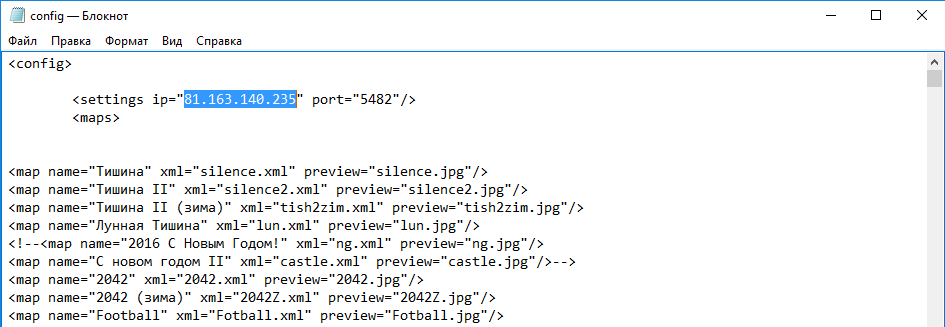 config — Блокнот
Файл Правка Формат Вид Справка
<config>
<settings ip="81.163.140.235" port="5482"/>
<maps>
<map name="Тишина" xml="silence.xml" preview="silence.jpg"/>
<map name="Тишина II" xml="silence2.xml" preview="silence2.jpg"/>
<map name="Тишина II (зима)" xml="tish2zim.xml" preview="tish2zim.jpg"/>
<map name="Лунная Тишина" xml="lun.xml" preview="lun.jpg"/>
<!--<map name="2016 С Новым Годом!" xml="ng.xml" preview="ng.jpg"/>
<map name="С новом годом II" xml="castle.xml" preview="castle.jpg"/>-->
<map name="2042" xml="2042.xml" preview="2042.jpg"/>
<map name="2042 (зима)" xml="2042Z.xml" preview="2042Z.jpg"/>
<map name="Football" xml="Fotball.xml" preview="Fotball.jpg"/>